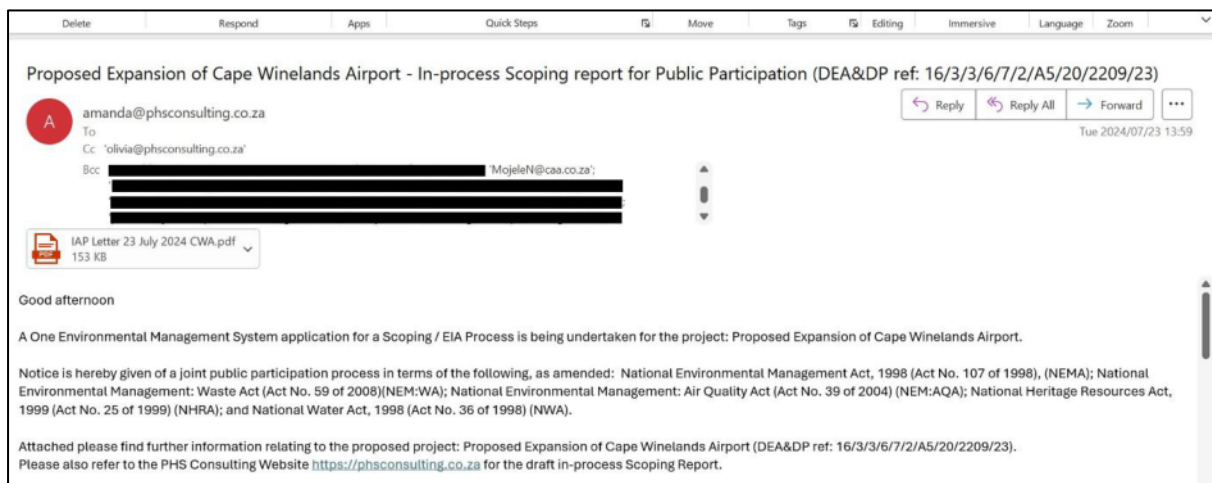 Delete Respond Apps Quick Steps Move Tags Editing Immersive Language Zoom
Proposed Expansion of Cape Winelands Airport - In-process Scoping report for Public Participation (DEA&DP ref: 16/3/3/6/7/2/A5/20/2209/23)
A
amanda@phsconsulting.co.za
To
Cc 'olivia@phsconsulting.co.za'
Bcc 'MojeleN@caa.co.za';
Reply Reply All Forward ...
Tue 2024/07/23 13:59
PDF
IAP Letter 23 July 2024 CWA.pdf
153 KB
Good afternoon
A One Environmental Management System application for a Scoping / EIA Process is being undertaken for the project: Proposed Expansion of Cape Winelands Airport.
Notice is hereby given of a joint public participation process in terms of the following, as amended: National Environmental Management Act, 1998 (Act No. 107 of 1998), (NEMA); National
Environmental Management: Waste Act (Act No. 59 of 2008)(NEM:WA); National Environmental Management: Air Quality Act (Act No. 39 of 2004) (NEM:AQA); National Heritage Resources Act,
1999 (Act No. 25 of 1999) (NHRA); and National Water Act, 1998 (Act No. 36 of 1998) (NWA).
Attached please find further information relating to the proposed project: Proposed Expansion of Cape Winelands Airport (DEA&DP ref: 16/3/3/6/7/2/A5/20/2209/23).
Please also refer to the PHS Consulting Website https://phsconsulting.co.za for the draft in-process Scoping Report.